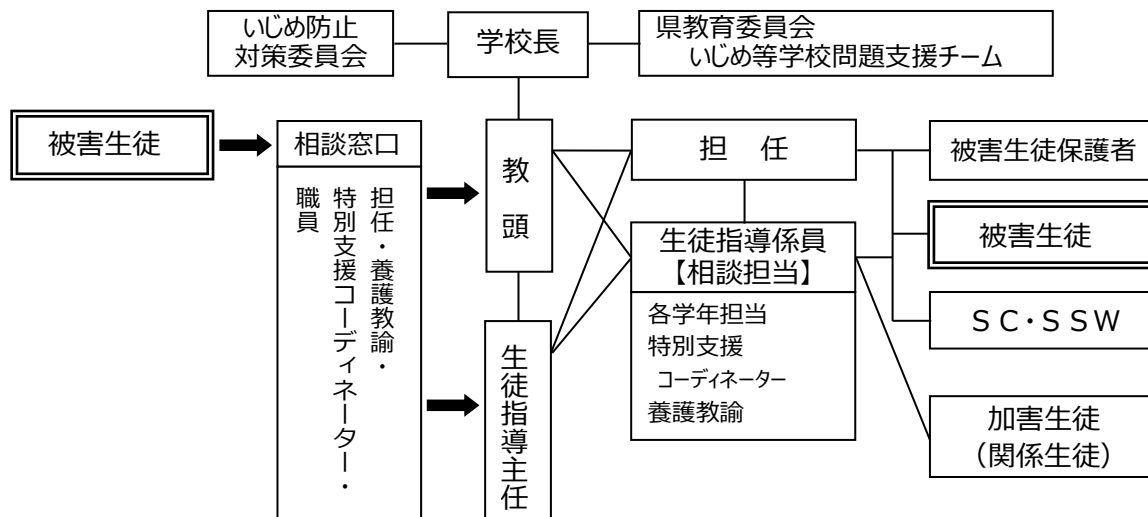 いじめ防止
対策委員会
学校長
県教育委員会
いじめ等学校問題支援チーム
被害生徒
相談窓口
担任・養護教諭・
特別支援コーディネーター・
職員
教頭
生徒指導主任
担 任
生徒指導係員
【相談担当】
各学年担当
特別支援
コーディネーター
養護教諭
被害生徒保護者
被害生徒
ＳＣ・ＳＳＷ
加害生徒
（関係生徒）